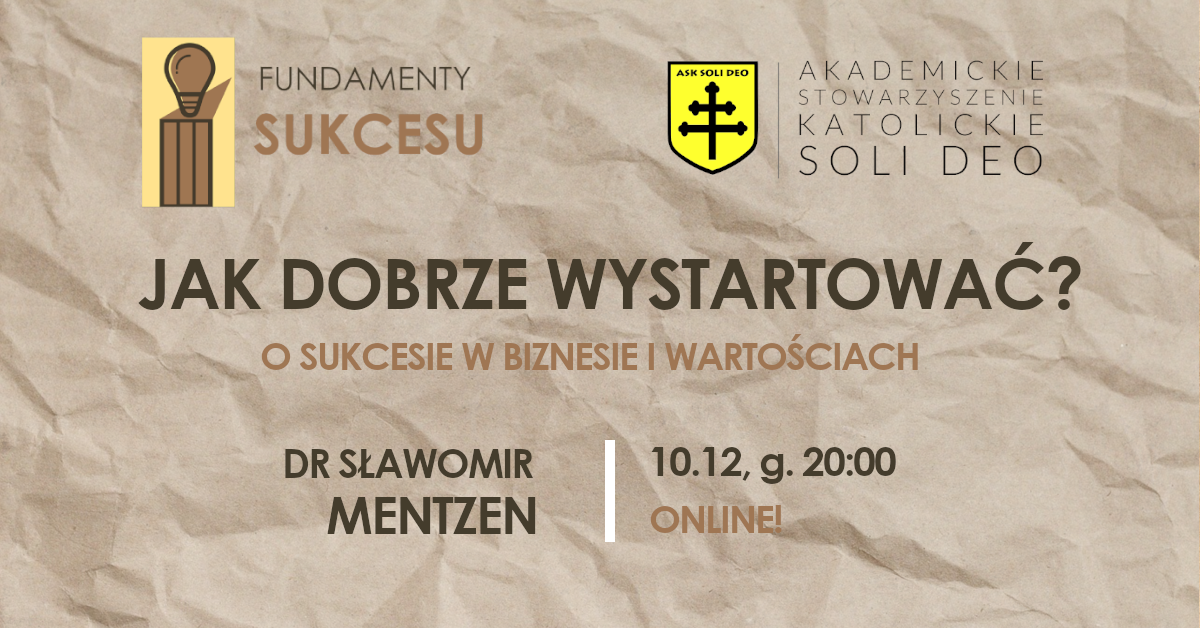 FUNDAMENTY
SUKCESU
ASK SOLI DEO
AKADEMICKIE
STOWARZYSZENIE
KATOLICKIE
SOLI DEO
JAK DOBRZE WYSTARTOWAĆ?
O SUKCESIE W BIZNESIE I WARTOŚCIACH
DR SŁAWOMIR
MENTZEN
10.12, g. 20:00
ONLINE!